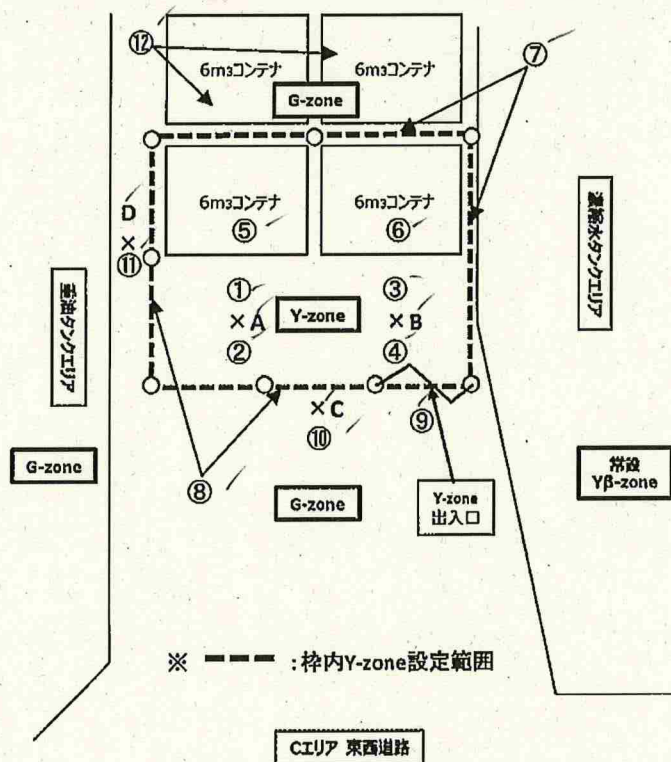 ⑫
6m3コンテナ
6m3コンテナ
⑦
G-zone
6m3コンテナ
6m3コンテナ
⑤
⑥
D
×
⑪
①
③
×A
Y-zone
×B
②
④
重油タンクエリア
濃縮水タンクエリア
×C
⑩
⑨
⑧
G-zone
G-zone
Y-zone
出入口
常設
Yβ-zone
※ ━ ━ ━ :枠内Y-zone設定範囲
Cエリア 東西道路